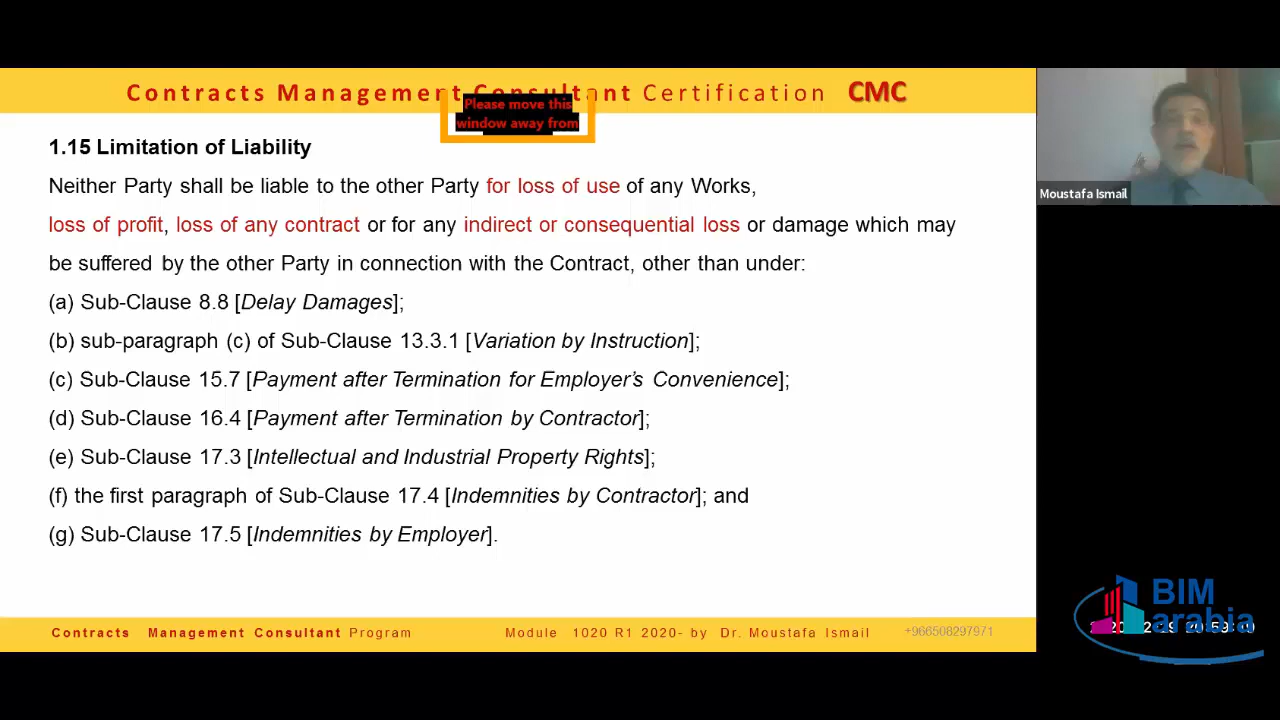 Contracts Management Consultant Certification CMC
Please move this
window away from
1.15 Limitation of Liability
Neither Party shall be liable to the other Party for loss of use of any Works,
loss of profit, loss of any contract or for any indirect or consequential loss or damage which may
be suffered by the other Party in connection with the Contract, other than under:
(a) Sub-Clause 8.8 [Delay Damages];
(b) sub-paragraph (c) of Sub-Clause 13.3.1 [Variation by Instruction];
(c) Sub-Clause 15.7 [Payment after Termination for Employer's Convenience];
(d) Sub-Clause 16.4 [Payment after Termination by Contractor];
(e) Sub-Clause 17.3 [Intellectual and Industrial Property Rights];
(f) the first paragraph of Sub-Clause 17.4 [Indemnities by Contractor]; and
(g) Sub-Clause 17.5 [Indemnities by Employer].
Contracts Management Consultant Program
Module 1020 R1 2020- by Dr. Moustafa Ismail
+966508297971
Moustafa Ismail
BIM
arabia